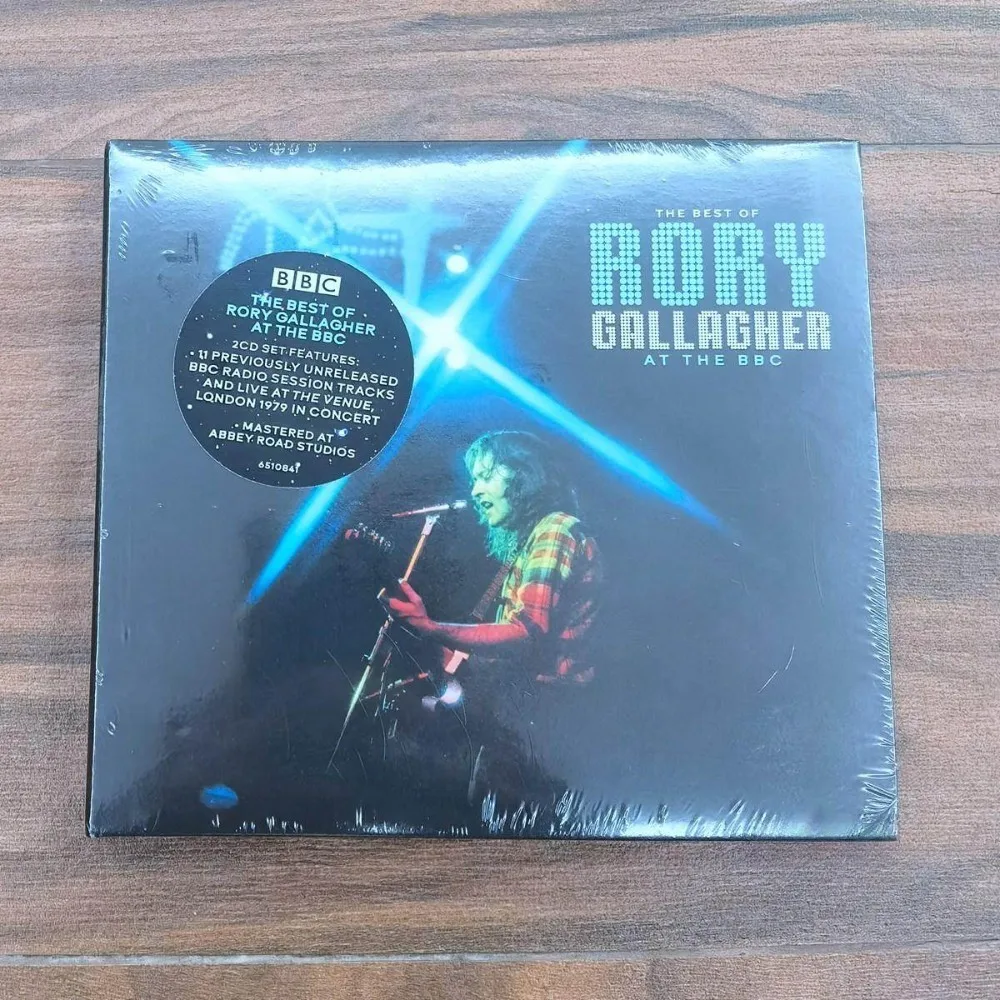 THE BEST OF
RORY
GALLAGHER
AT THE BBC
BBC
THE BEST OF
RORY GALLAGHER
AT THE BBC
2CD SET FEATURES:
• 11 PREVIOUSLY UNRELEASED
BBC RADIO SESSION TRACKS
AND LIVE AT THE VENUE,
LONDON 1979 IN CONCERT
• MASTERED AT
ABBEY ROAD STUDIOS
6510841